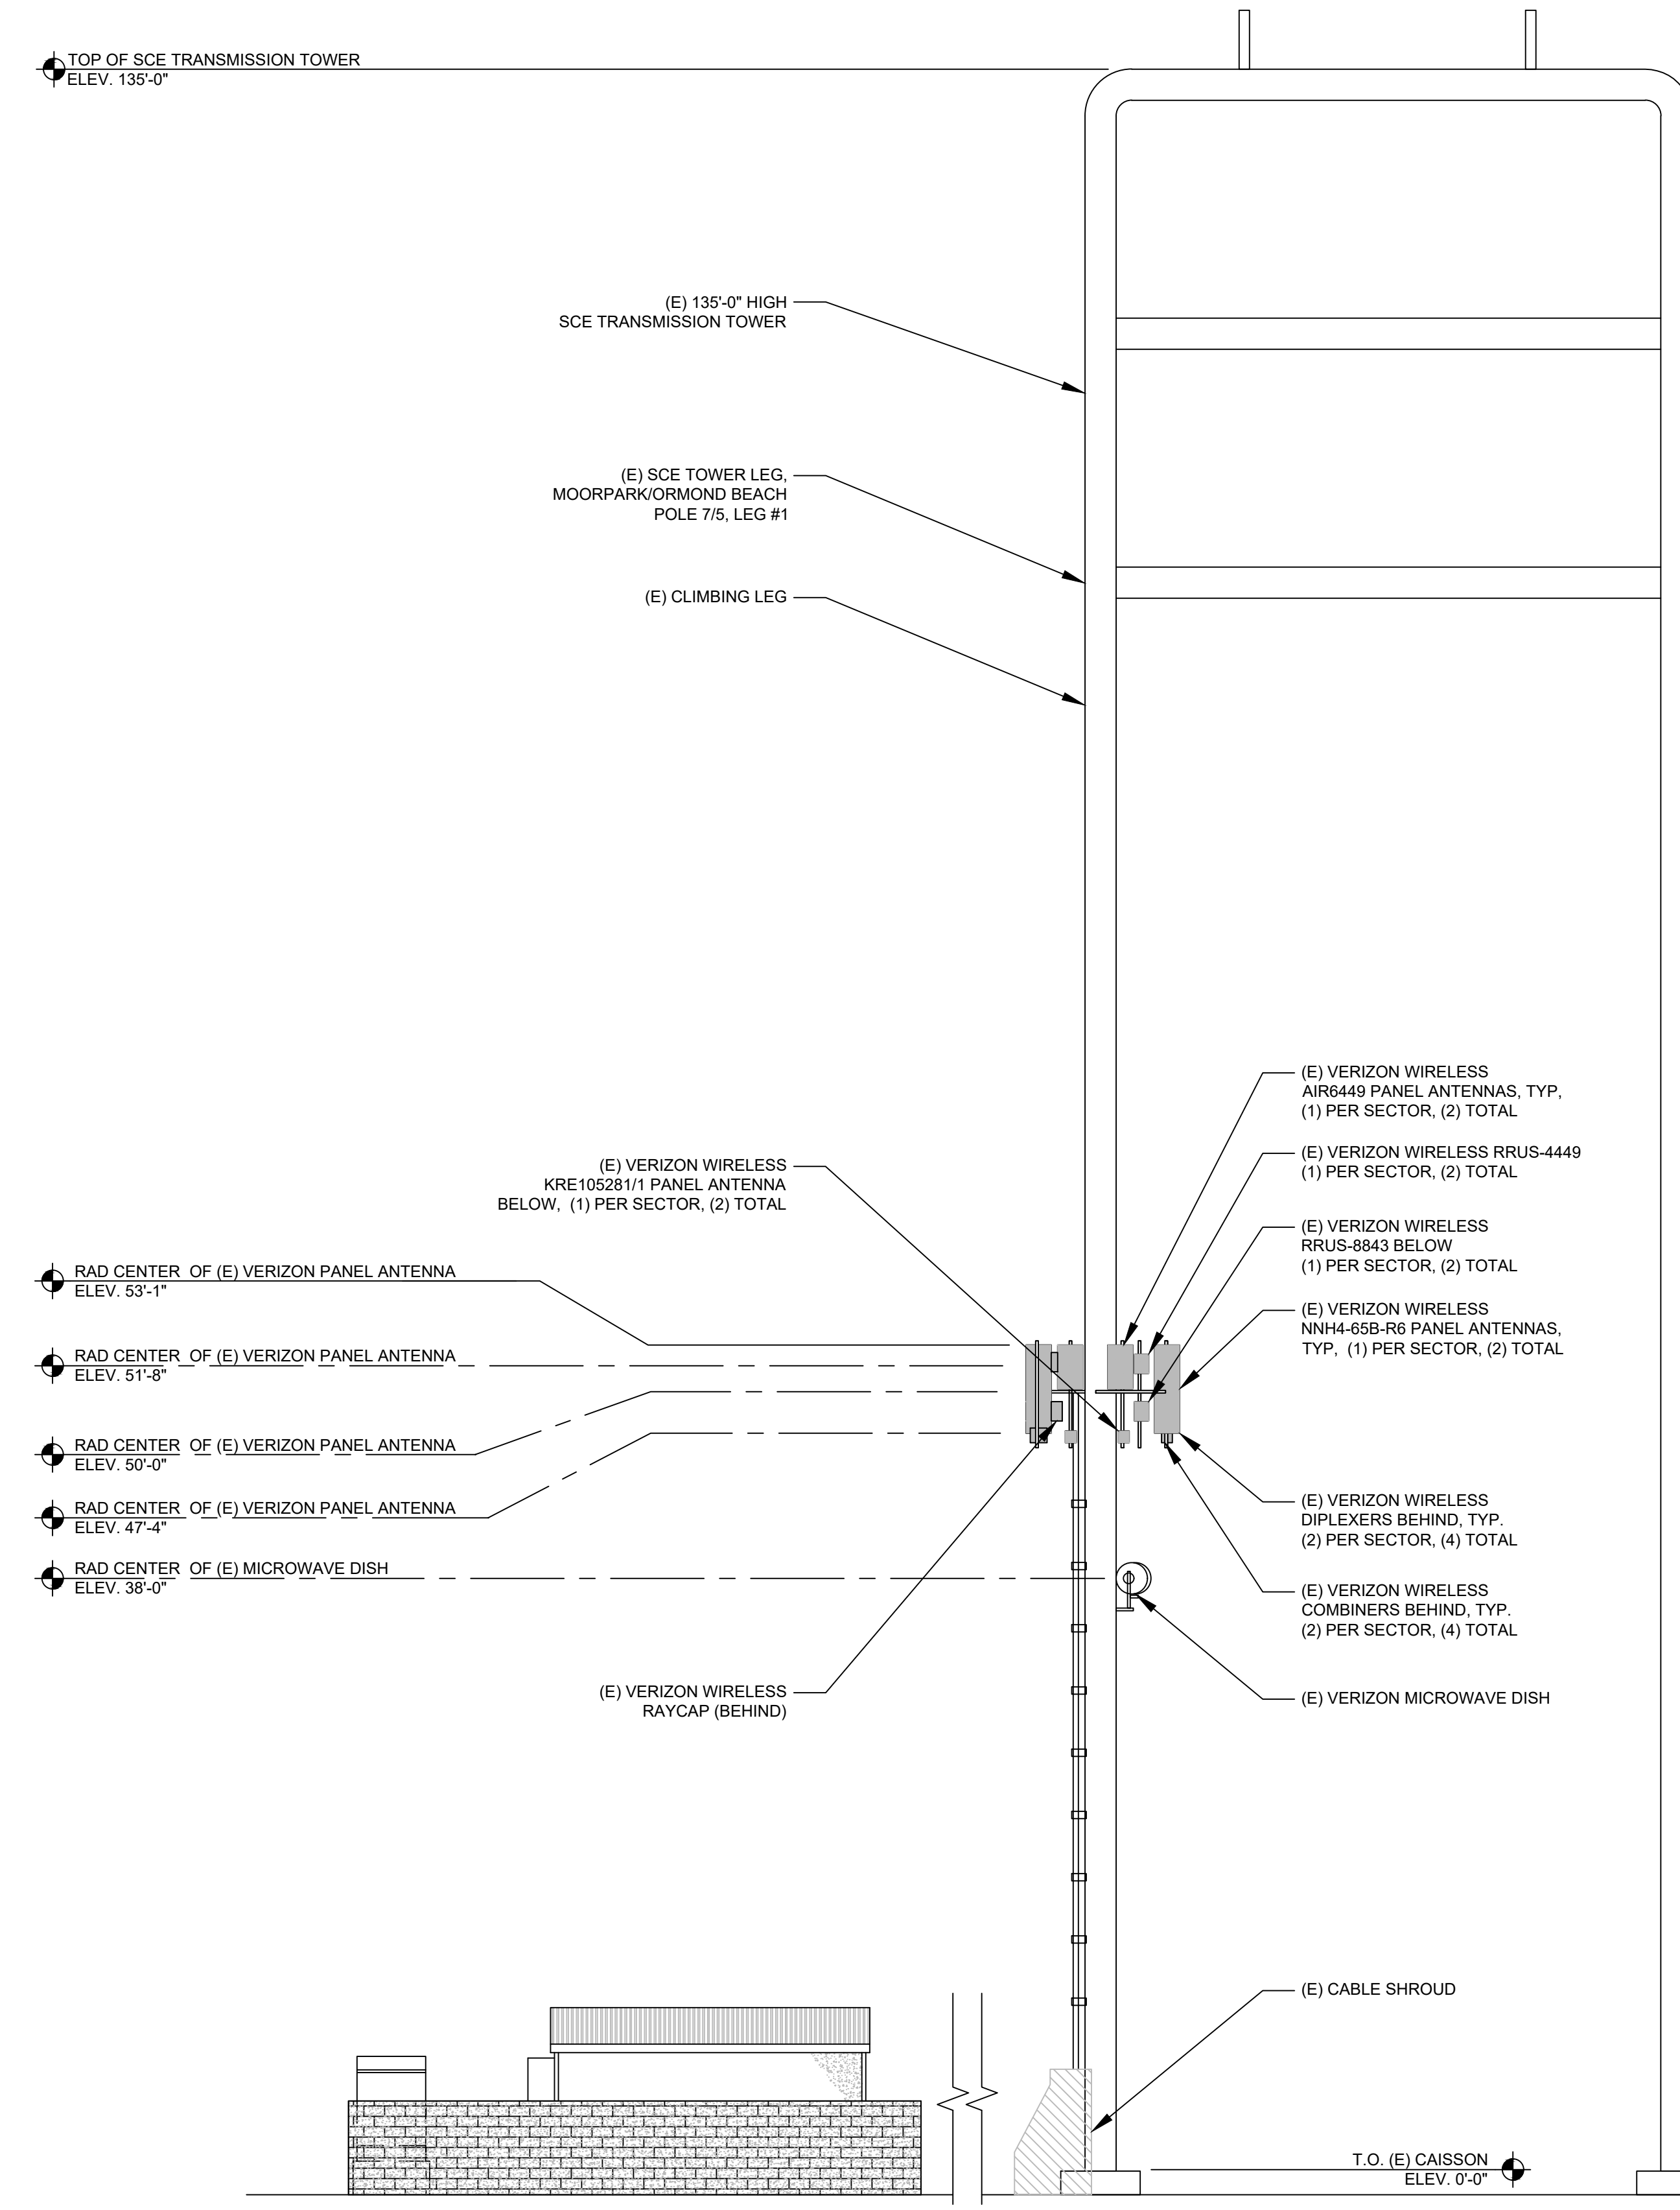 TOP OF SCE TRANSMISSION TOWER
ELEV. 135'-0"
(E) 135'-0" HIGH
SCE TRANSMISSION TOWER
(E) SCE TOWER LEG,
MOORPARK/ORMOND BEACH
POLE 7/5, LEG #1
(E) CLIMBING LEG
(E) VERIZON WIRELESS
AIR6449 PANEL ANTENNAS, TYP,
(1) PER SECTOR, (2) TOTAL
(E) VERIZON WIRELESS RRUS-4449
(1) PER SECTOR, (2) TOTAL
(E) VERIZON WIRELESS
KRE105281/1 PANEL ANTENNA
BELOW, (1) PER SECTOR, (2) TOTAL
(E) VERIZON WIRELESS
RRUS-8843 BELOW
(1) PER SECTOR, (2) TOTAL
RAD CENTER OF (E) VERIZON PANEL ANTENNA
ELEV. 53'-1"
(E) VERIZON WIRELESS
NNH4-65B-R6 PANEL ANTENNAS,
TYP, (1) PER SECTOR, (2) TOTAL
RAD CENTER OF (E) VERIZON PANEL ANTENNA
ELEV. 51'-8"
RAD CENTER OF (E) VERIZON PANEL ANTENNA
ELEV. 50'-0"
RAD CENTER OF (E) VERIZON PANEL ANTENNA
ELEV. 47'-4"
(E) VERIZON WIRELESS
DIPLEXERS BEHIND, TYP.
(2) PER SECTOR, (4) TOTAL
RAD CENTER OF (E) MICROWAVE DISH
ELEV. 38'-0"
(E) VERIZON WIRELESS
COMBINERS BEHIND, TYP.
(2) PER SECTOR, (4) TOTAL
(E) VERIZON WIRELESS
RAYCAP (BEHIND)
(E) VERIZON MICROWAVE DISH
(E) CABLE SHROUD
T.O. (E) CAISSON
ELEV. 0'-0"